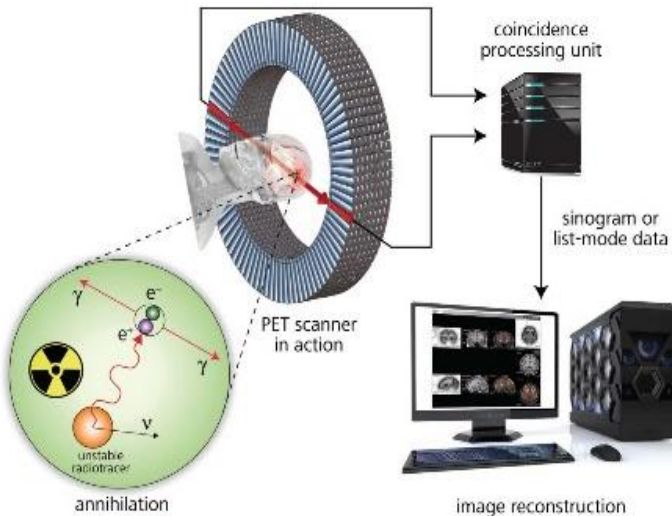 coincidence
processing unit
sinogram or
list-mode data
PET scanner
in action
γ
e⁻
e⁺
γ
ν
unstable
radiotracer
annihilation
image reconstruction